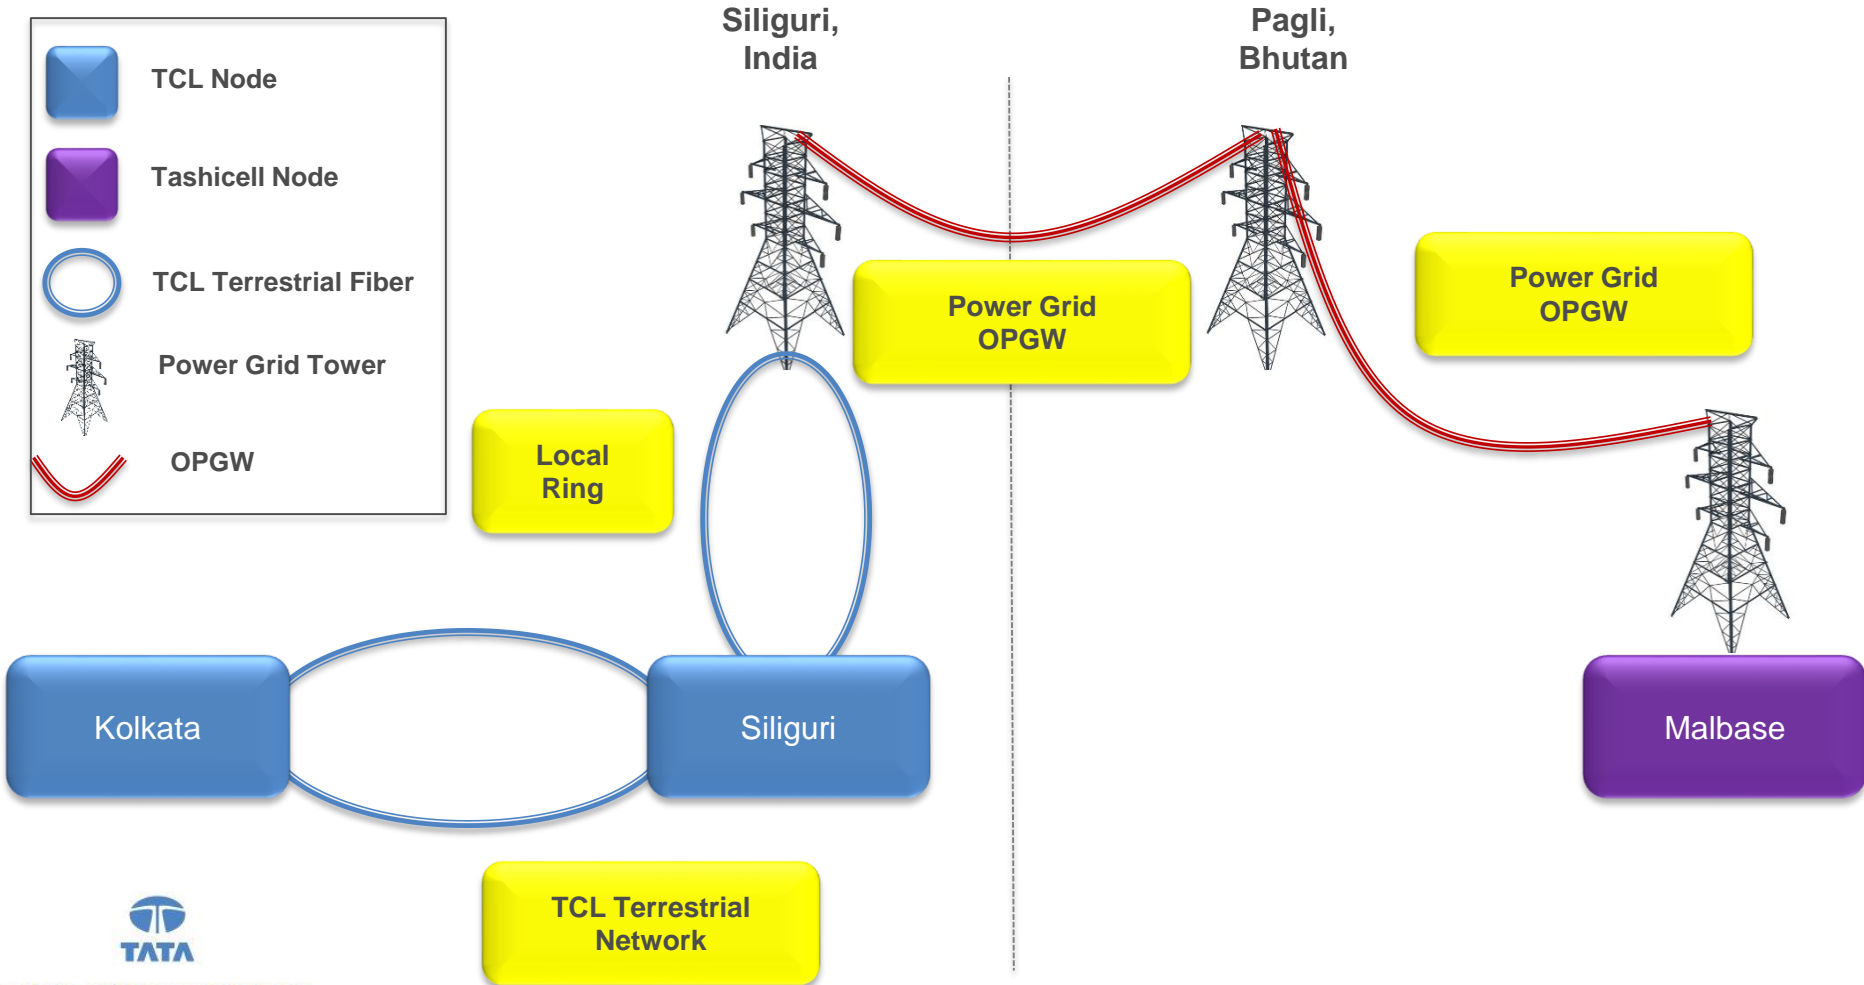 Siliguri,
India
Pagli,
Bhutan
TCL Node
Tashicell Node
TCL Terrestrial Fiber
Power Grid Tower
OPGW
Power Grid
OPGW
Power Grid
OPGW
Local
Ring
Kolkata
Siliguri
Malbase
TCL Terrestrial
Network
TATA